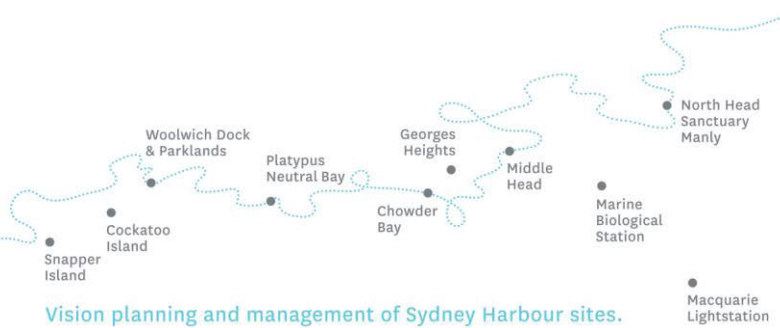 Woolwich Dock
& Parklands
Platypus
Neutral Bay
Georges
Heights
North Head
Sanctuary
Manly
Middle
Head
Chowder
Bay
Marine
Biological
Station
Cockatoo
Island
Snapper
Island
Macquarie
Lightstation
Vision planning and management of Sydney Harbour sites.